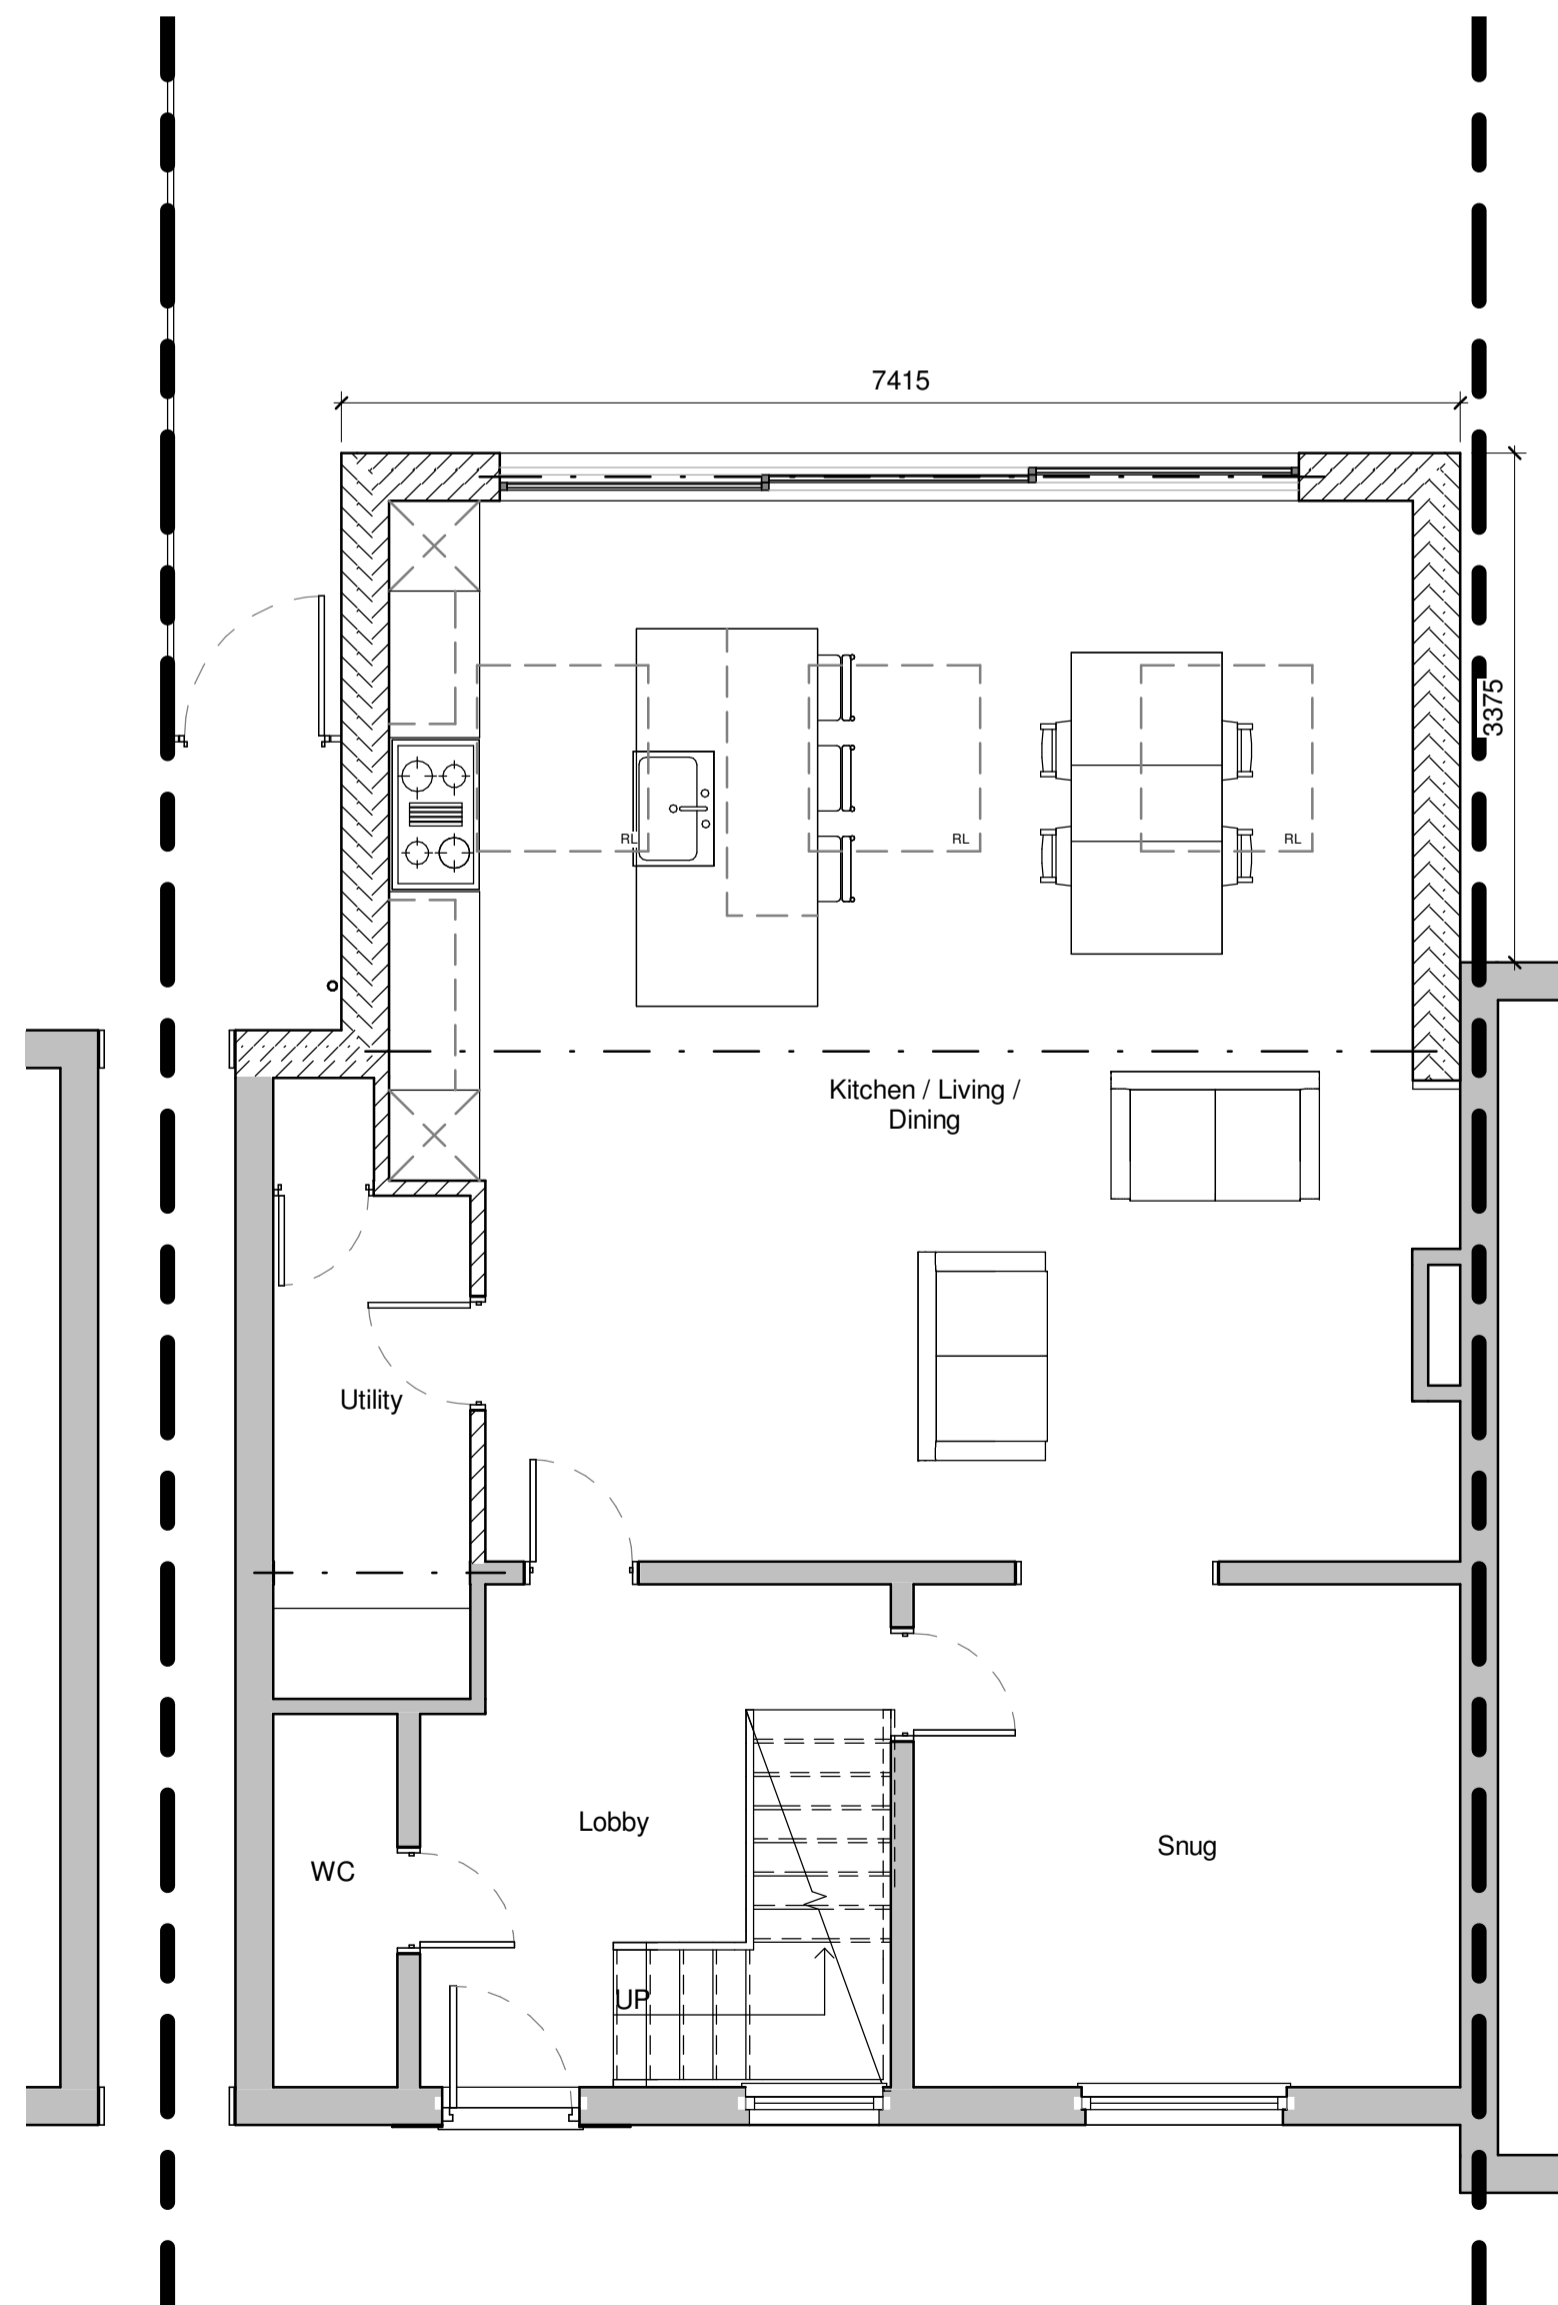 7415
3375
RL
RL
RL
Kitchen / Living /
Dining
Utility
Lobby
Snug
WC
UP